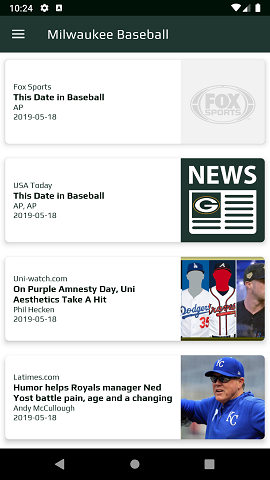 10:24
Milwaukee Baseball
Fox Sports
This Date in Baseball
AP
2019-05-18
FOX
SPORTS
USA Today
This Date in Baseball
AP, AP
2019-05-18
NEWS
G
Uni-watch.com
On Purple Amnesty Day, Uni
Aesthetics Take A Hit
Phil Hecken
2019-05-18
Dodgers
35
Braves
Latimes.com
Humor helps Royals manager Ned
Yost battle pain, age and a changing
Andy McCullough
2019-05-18
KC